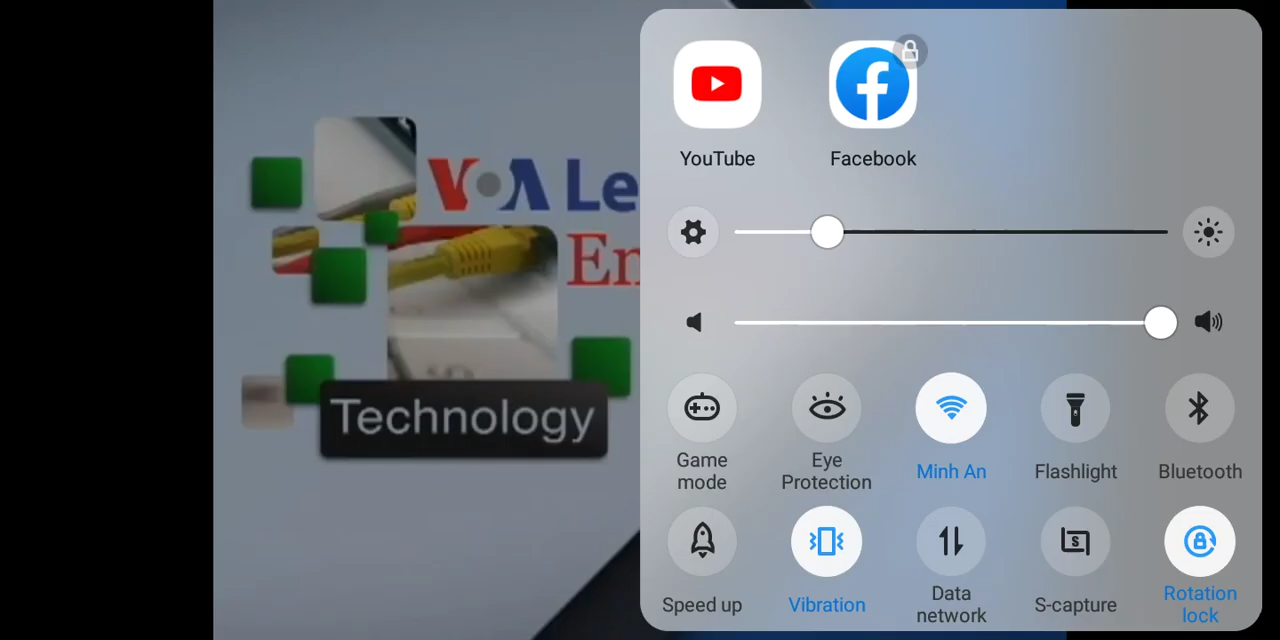 YouTube
Facebook
VOA Le
En
Technology
Game
mode
Eye
Protection
Minh An
Flashlight
Bluetooth
Speed up
Vibration
Data
network
S-capture
Rotation
lock